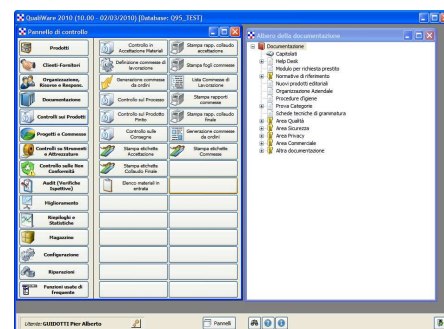 QualiWare 2010 (10.00 - 02/03/2010) [Database: Q95_TEST]
Pannello di controllo
Prodotti
Clienti-Fornitori
Organizzazione,
Risorse e Respons.
Documentazione
Controlli sui Prodotti
Progetti e Commesse
Controlli su Strumenti
e Attrezzature
Controllo sulle Non
Conformità
Audit (Verifiche
Ispettive)
Miglioramento
Riepiloghi e
Statistiche
Magazzino
Configurazione
Riparazioni
Funzioni usate di
frequente
Controllo in
Accettazione Materiali
Definizione commesse di
lavorazione
Generazione commesse
da ordini
Controllo sul Processo
Controllo sul Prodotto
Finito
Controllo sulle
Consegne
Stampa etichette
Accettazione
Stampa etichette
Collaudo Finale
Elenco materiali in
entrata
Stampa rapp. collaudo
accettazione
Stampa fogli commesse
Lista Commesse di
Lavorazione
Stampa rapporti
commesse
Stampa rapp. collaudo
finale
Generazione commesse
da ordini
Stampa etichette
Commesse
Albero della documentazione
Documentazione
Capitolati
Help Desk
Modulo per richiesta prestito
Normative di riferimento
Nuovi prodotti editoriali
Organizzazione Aziendale
Procedure d'igiene
Prova Categorie
Schede tecniche di grammatura
Area Qualità
Area Sicurezza
Area Privacy
Area Commerciale
Altra documentazione
Utente: GUIDOTTI Pier Alberto
Pannelli